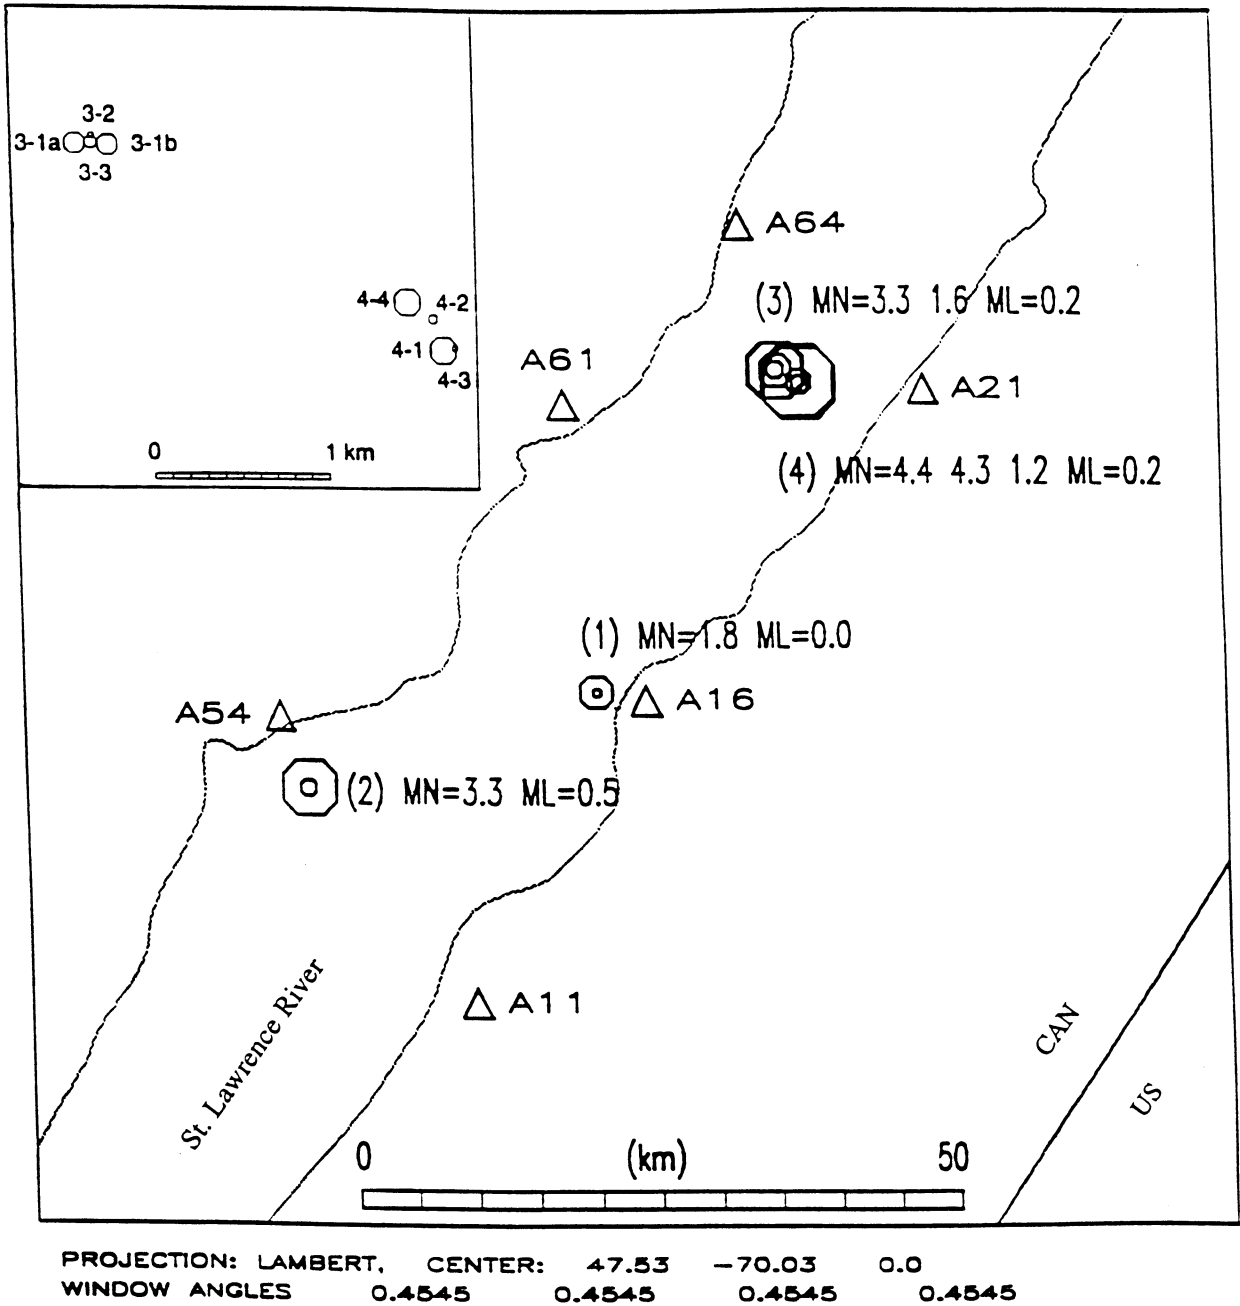 3-2
3-1a 3-1b
3-3
4-4 4-2
4-1
4-3
0 1 km
A64
(3) MN=3.3 1.6 ML=0.2
A61
A21
(4) MN=4.4 4.3 1.2 ML=0.2
(1) MN=1.8 ML=0.0
A16
A54
(2) MN=3.3 ML=0.5
A11
St. Lawrence River
CAN
US
0 (km) 50
PROJECTION: LAMBERT, CENTER: 47.53 -70.03 0.0
WINDOW ANGLES 0.4545 0.4545 0.4545 0.4545